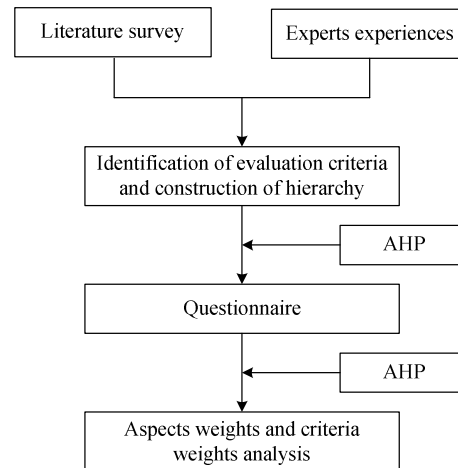 Literature survey
Experts experiences
Identification of evaluation criteria
and construction of hierarchy
AHP
Questionnaire
AHP
Aspects weights and criteria
weights analysis